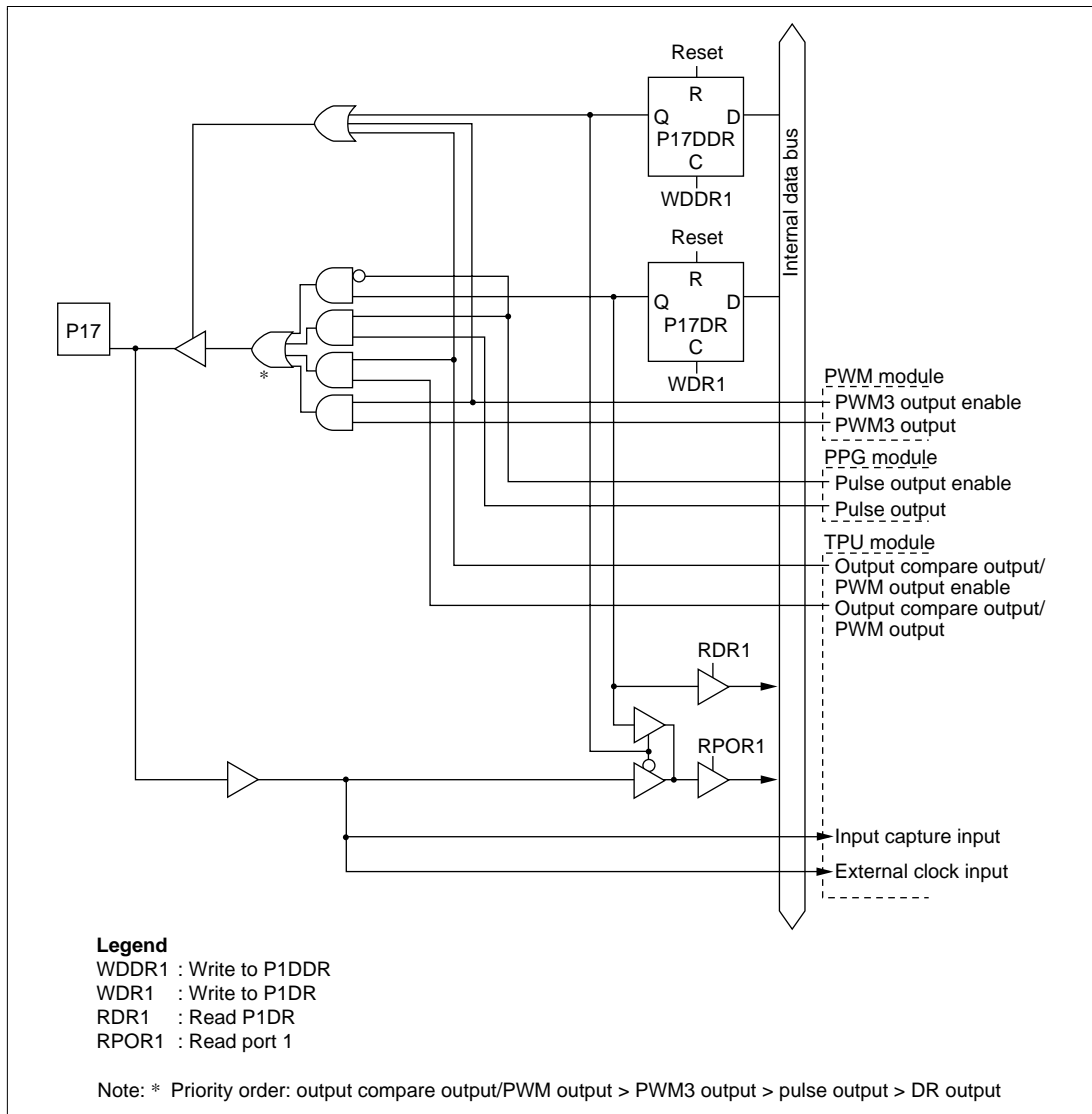 Reset
R
Q D
P17DDR
C
WDDR1
Internal data bus
Reset
R
Q D
P17DR
C
WDR1
P17
*
PWM module
PWM3 output enable
PWM3 output
PPG module
Pulse output enable
Pulse output
TPU module
Output compare output/
PWM output enable
Output compare output/
PWM output
RDR1
RPOR1
Input capture input
External clock input
Legend
WDDR1 : Write to P1DDR
WDR1 : Write to P1DR
RDR1 : Read P1DR
RPOR1 : Read port 1
Note: * Priority order: output compare output/PWM output > PWM3 output > pulse output > DR output